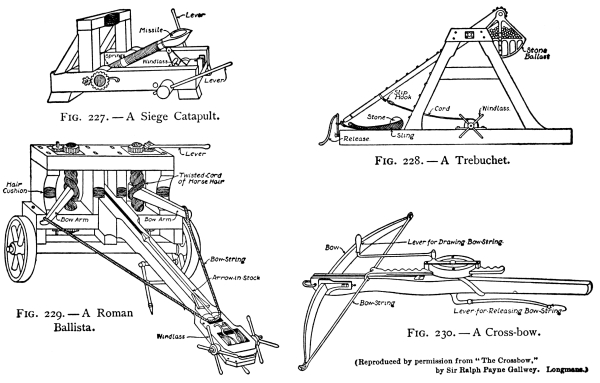 Lever
Missile
Springs
Windlass
Lever
FIG. 227. — A Siege Catapult.
Stone
Ballast
Slip
Hook
Cord
Windlass
Stone
Release
Sling
FIG. 228. — A Trebuchet.
Lever
Hair
Cushion
Twisted-Cord
of Horse Hair
Bow Arm
Bow Arm
Bow-String
Arrow-in-Stock
Windlass
FIG. 229. — A Roman
Ballista.
Bow
Lever for Drawing Bow-String
Bow-String
Lever-for-Releasing Bow-String
FIG. 230. — A Cross-bow.
(Reproduced by permission from "The Crossbow,"
by Sir Ralph Payne Gallwey. Longmans.)